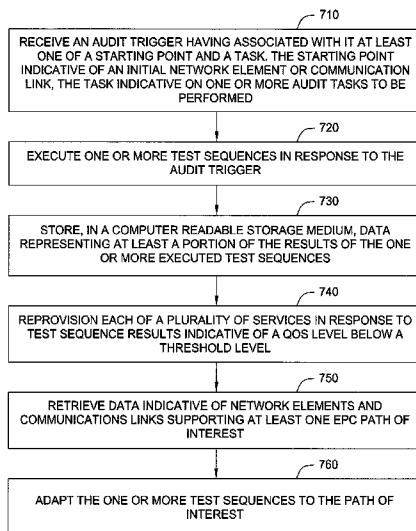 710
RECEIVE AN AUDIT TRIGGER HAVING ASSOCIATED WITH IT AT LEAST
ONE OF A STARTING POINT AND A TASK. THE STARTING POINT
INDICATIVE OF AN INITIAL NETWORK ELEMENT OR COMMUNICATION
LINK, THE TASK INDICATIVE ON ONE OR MORE AUDIT TASKS TO BE
PERFORMED
720
EXECUTE ONE OR MORE TEST SEQUENCES IN RESPONSE TO THE
AUDIT TRIGGER
730
STORE, IN A COMPUTER READABLE STORAGE MEDIUM, DATA
REPRESENTING AT LEAST A PORTION OF THE RESULTS OF THE ONE
OR MORE EXECUTED TEST SEQUENCES
740
REPROVISION EACH OF A PLURALITY OF SERVICES IN RESPONSE TO
TEST SEQUENCE RESULTS INDICATIVE OF A QOS LEVEL BELOW A
THRESHOLD LEVEL
750
RETRIEVE DATA INDICATIVE OF NETWORK ELEMENTS AND
COMMUNICATIONS LINKS SUPPORTING AT LEAST ONE EPC PATH OF
INTEREST
760
ADAPT THE ONE OR MORE TEST SEQUENCES TO THE PATH OF
INTEREST